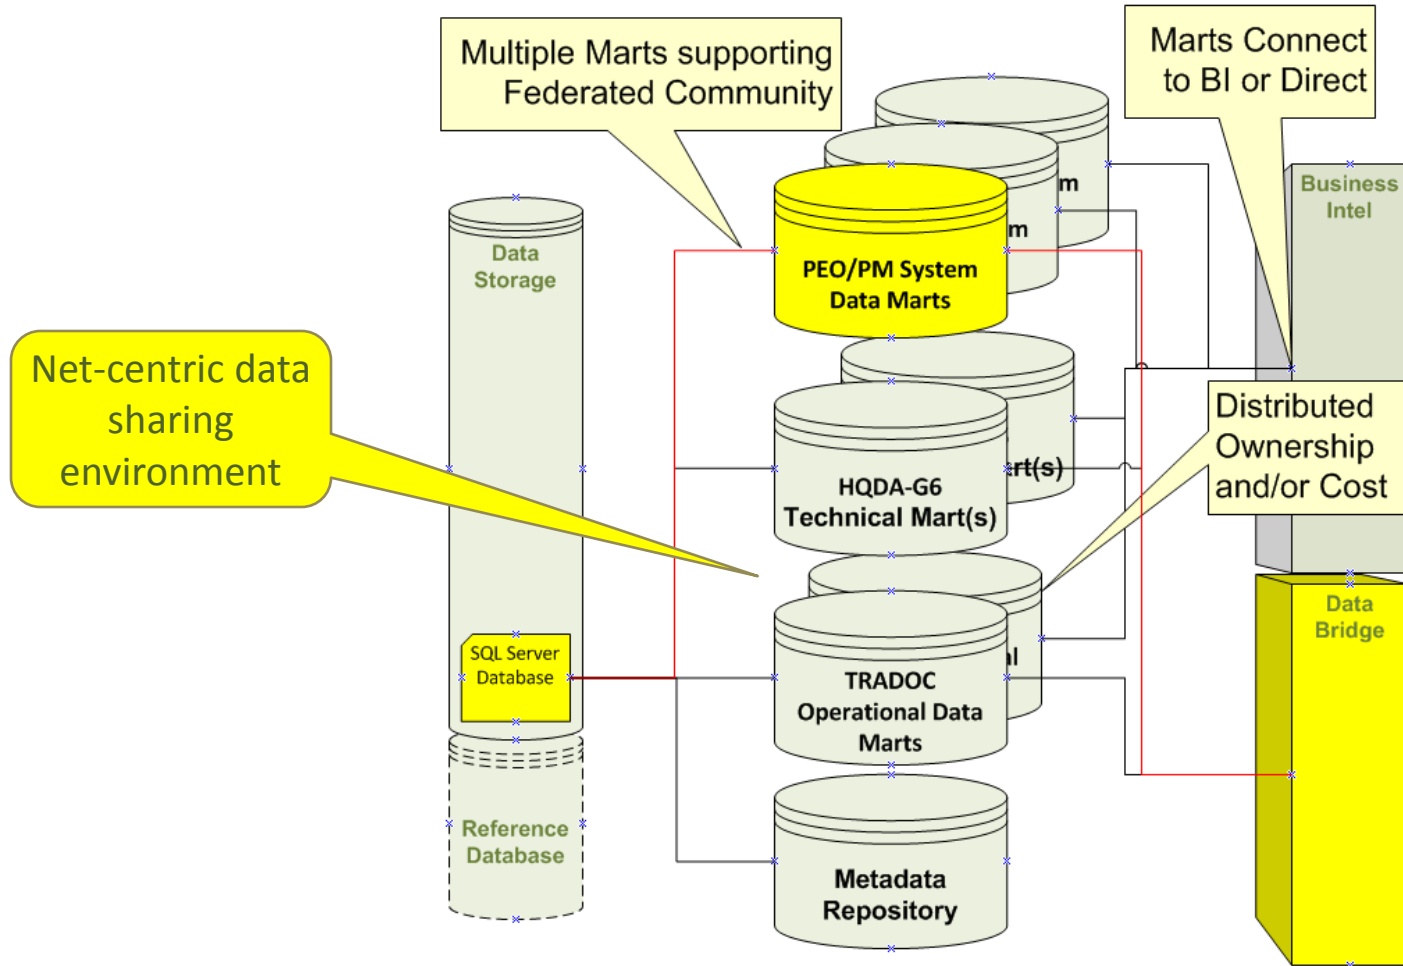 Multiple Marts supporting
Federated Community
Marts Connect
to BI or Direct
Business
Intel
Data
Storage
PEO/PM System
Data Marts
Net-centric data
sharing
environment
Distributed
Ownership
and/or Cost
HQDA-G6
Technical Mart(s)
SQL Server
Database
TRADOC
Operational Data
Marts
Data
Bridge
Reference
Database
Metadata
Repository